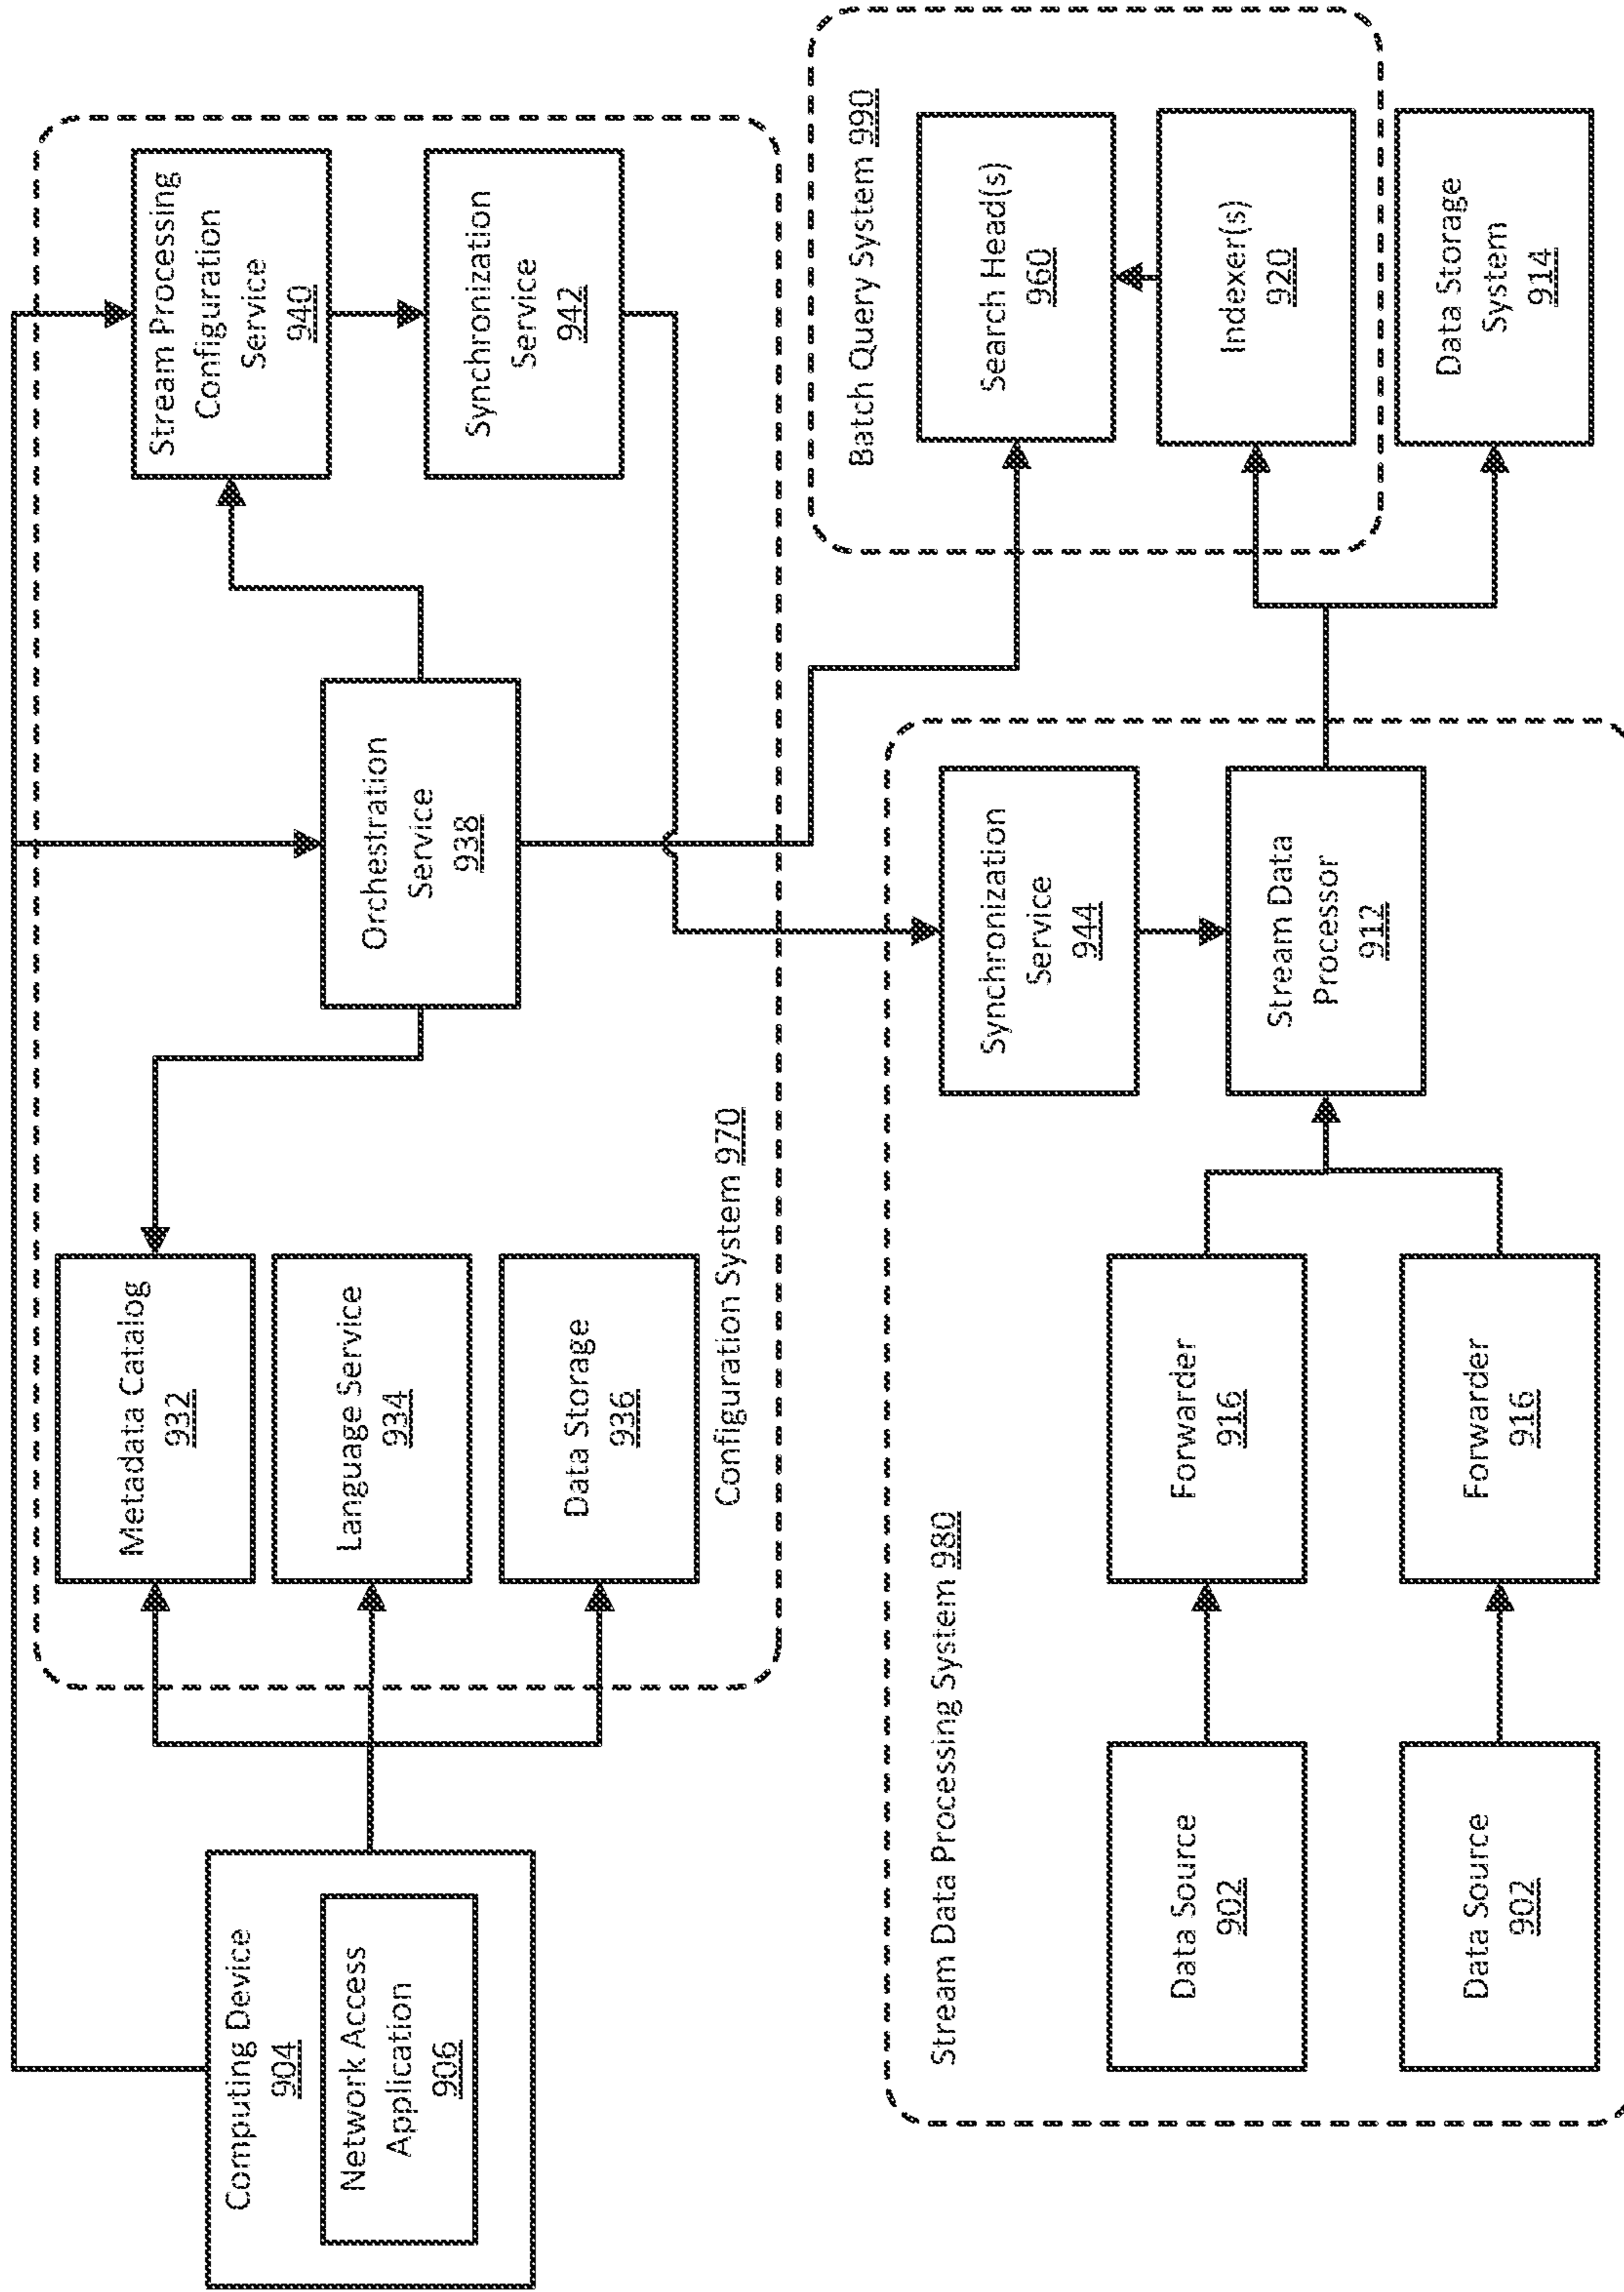 Computing Device
904
Network Access
Application
906
Metadata Catalog
932
Language Service
934
Data Storage
936
Configuration System 970
Orchestration
Service
938
Stream Processing
Configuration
Service
940
Synchronization
Service
942
Stream Data Processing System 980
Data Source
902
Data Source
902
Forwarder
916
Forwarder
916
Synchronization
Service
944
Stream Data
Processor
912
Batch Query System 990
Search Head(s)
960
Indexer(s)
920
Data Storage
System
914